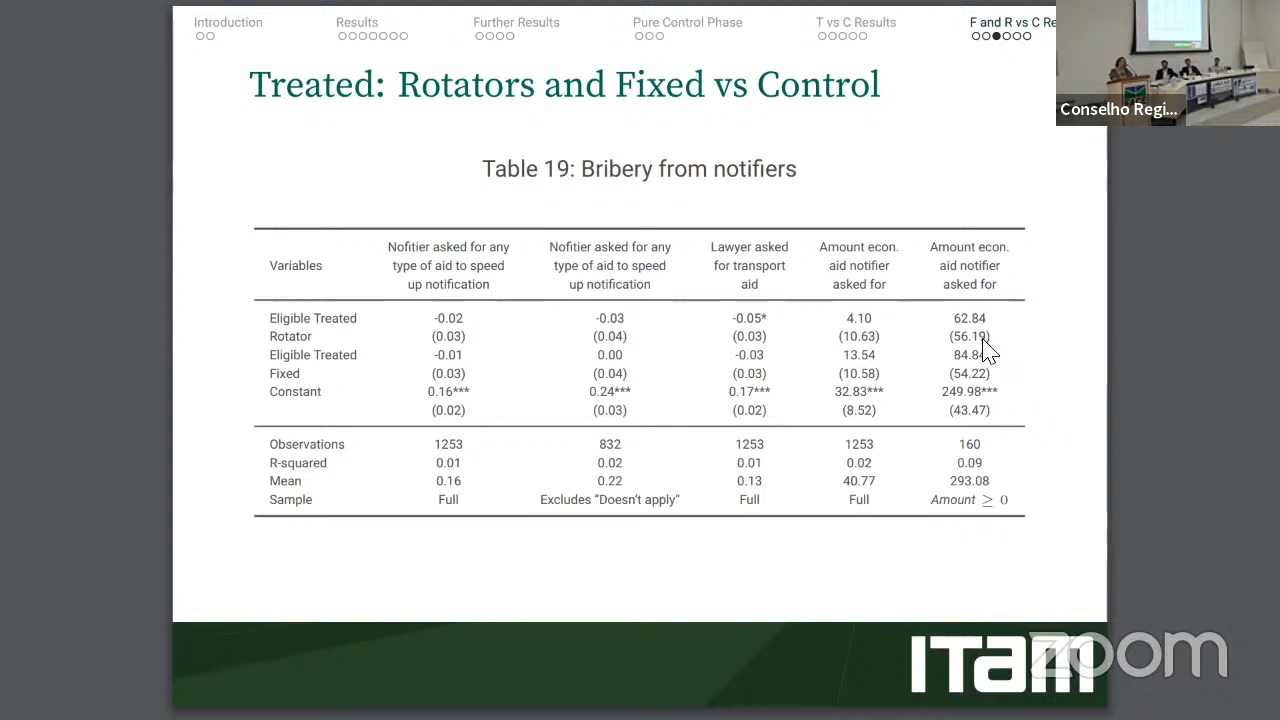 Introduction Results Further Results Pure Control Phase T vs C Results F and R vs C Re
Conselho Regi...
Treated: Rotators and Fixed vs Control
Table 19: Bribery from notifiers
Variables Nofitier asked for any type of aid to speed up notification Nofitier asked for any type of aid to speed up notification Lawyer asked for transport aid Amount econ. aid notifier asked for Amount econ. aid notifier asked for
Eligible Treated -0.02 -0.03 -0.05* 4.10 62.84
Rotator (0.03) (0.04) (0.03) (10.63) (56.19)
Eligible Treated -0.01 0.00 -0.03 13.54 84.84
Fixed (0.03) (0.04) (0.03) (10.58) (54.22)
Constant 0.16*** 0.24*** 0.17*** 32.83*** 249.98***
(0.02) (0.03) (0.02) (8.52) (43.47)
Observations 1253 832 1253 1253 160
R-squared 0.01 0.02 0.01 0.02 0.09
Mean 0.16 0.22 0.13 40.77 293.08
Sample Full Excludes “Doesn’t apply” Full Full Amount ≥ 0
ITAM
zoom